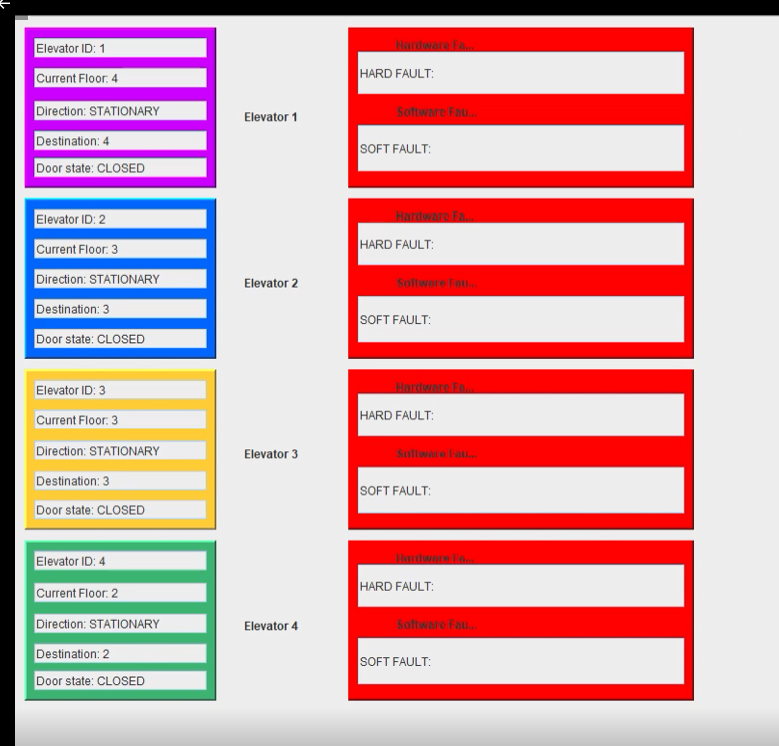 Elevator ID: 1
Current Floor: 4
Direction: STATIONARY
Destination: 4
Door state: CLOSED
Elevator 1
Hardware Fa...
HARD FAULT:
Software Fau...
SOFT FAULT:
Elevator ID: 2
Current Floor: 3
Direction: STATIONARY
Destination: 3
Door state: CLOSED
Elevator 2
Hardware Fa...
HARD FAULT:
Software Fau...
SOFT FAULT:
Elevator ID: 3
Current Floor: 3
Direction: STATIONARY
Destination: 3
Door state: CLOSED
Elevator 3
Hardware Fa...
HARD FAULT:
Software Fau...
SOFT FAULT:
Elevator ID: 4
Current Floor: 2
Direction: STATIONARY
Destination: 2
Door state: CLOSED
Elevator 4
Hardware Fa...
HARD FAULT:
Software Fau...
SOFT FAULT: